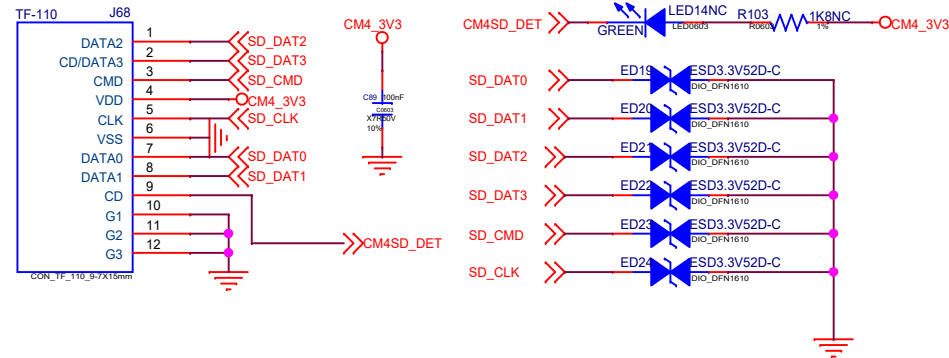 TF-110 J68
DATA2 1 SD_DAT2
CD/DATA3 2 SD_DAT3
CMD 3 SD_CMD
VDD 4 CM4_3V3
CLK 5 SD_CLK
VSS 6
DATA0 7 SD_DAT0
DATA1 8 SD_DAT1
CD 9
G1 10
G2 11
G3 12
CM4SD_DET
CON_TF_110_9-7X15mm
CM4_3V3
C89 100nF
C0603
X7R50V
10%
CM4SD_DET LED14NC R103 1K8NC CM4_3V3
GREEN LED0603 R0603 1%
SD_DAT0 ED19 ESD3.3V52D-C
DIO_DFN1610
SD_DAT1 ED20 ESD3.3V52D-C
DIO_DFN1610
SD_DAT2 ED21 ESD3.3V52D-C
DIO_DFN1610
SD_DAT3 ED22 ESD3.3V52D-C
DIO_DFN1610
SD_CMD ED23 ESD3.3V52D-C
DIO_DFN1610
SD_CLK ED24 ESD3.3V52D-C
DIO_DFN1610